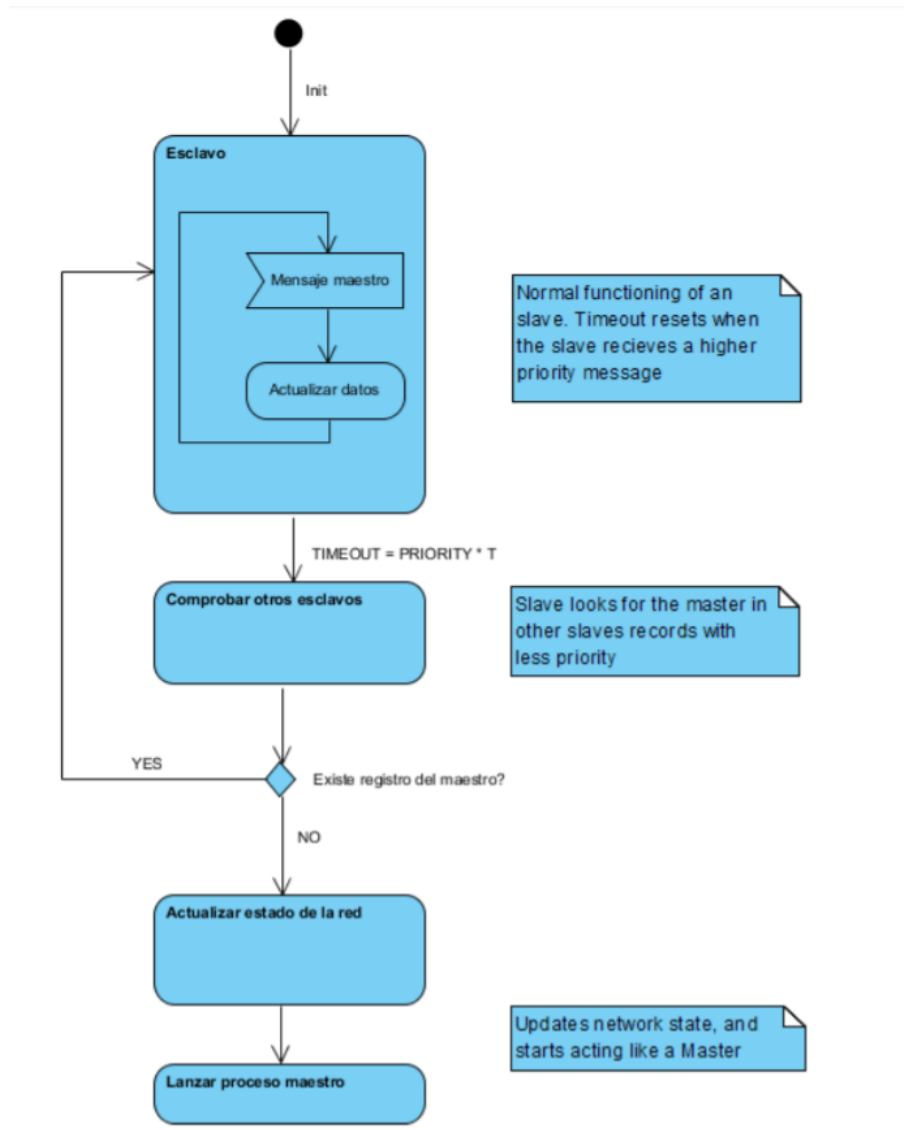 Init
Esclavo
Mensaje maestro
Actualizar datos
Normal functioning of an
slave. Timeout resets when
the slave recieves a higher
priority message
TIMEOUT = PRIORITY * T
Comprobar otros esclavos
Slave looks for the master in
other slaves records with
less priority
YES
Existe registro del maestro?
NO
Actualizar estado de la red
Updates network state, and
starts acting like a Master
Lanzar proceso maestro